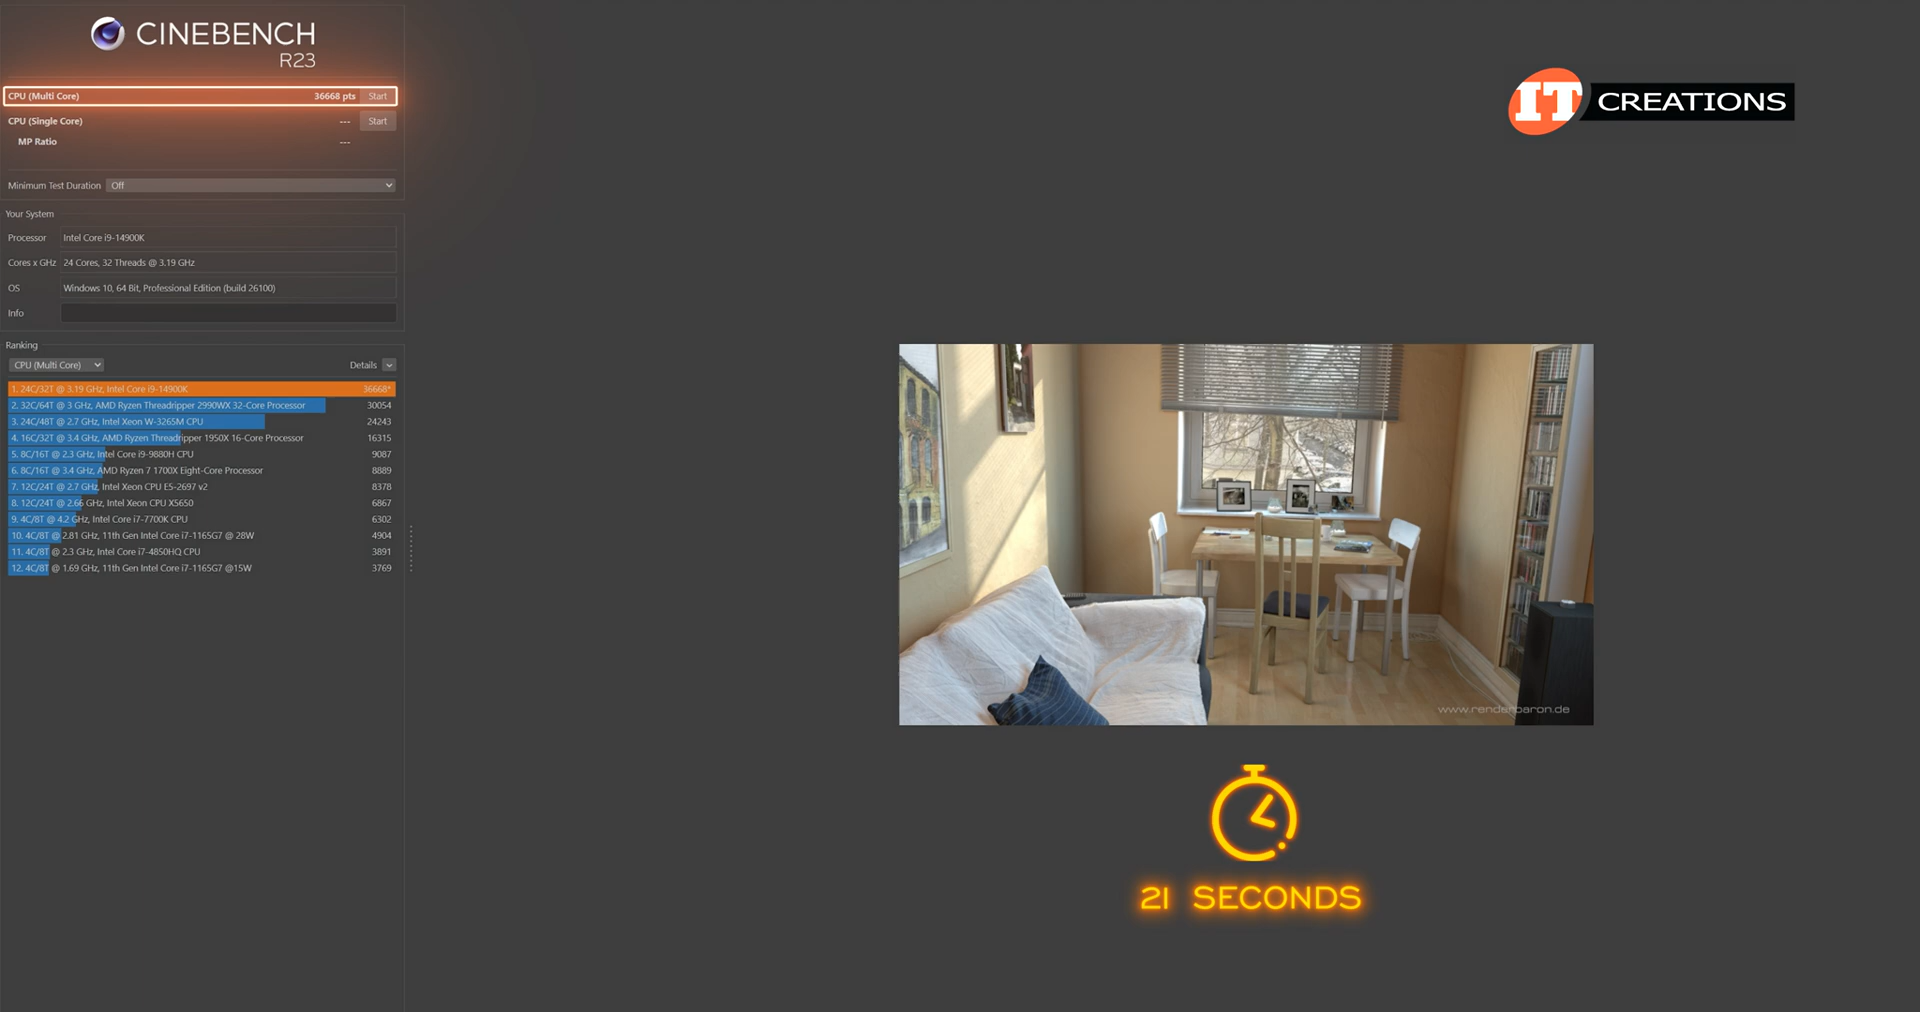 CINEBENCH
R23
IT CREATIONS
CPU (Multi Core) 36668 pts Start
CPU (Single Core) --- Start
MP Ratio ---
Minimum Test Duration Off
Your System
Processor Intel Core i9-14900K
Cores x GHz 24 Cores, 32 Threads @ 3.19 GHz
OS Windows 10, 64 Bit, Professional Edition (build 26100)
Info
Ranking
CPU (Multi Core) Details
1. 24C/32T @ 3.19 GHz, Intel Core i9-14900K 36668*
2. 32C/64T @ 3 GHz, AMD Ryzen Threadripper 2990WX 32-Core Processor 30054
3. 24C/48T @ 2.7 GHz, Intel Xeon W-3265M CPU 24243
4. 16C/32T @ 3.4 GHz, AMD Ryzen Threadripper 1950X 16-Core Processor 16315
5. 8C/16T @ 2.3 GHz, Intel Core i9-9880H CPU 9087
6. 8C/16T @ 3.4 GHz, AMD Ryzen 7 1700X Eight-Core Processor 8889
7. 12C/24T @ 2.7 GHz, Intel Xeon CPU E5-2697 v2 8378
8. 12C/24T @ 2.66 GHz, Intel Xeon CPU X5650 6867
9. 4C/8T @ 4.2 GHz, Intel Core i7-7700K CPU 6302
10. 4C/8T @ 2.81 GHz, 11th Gen Intel Core i7-1165G7 @ 28W 4904
11. 4C/8T @ 2.3 GHz, Intel Core i7-4850HQ CPU 3891
12. 4C/8T @ 1.69 GHz, 11th Gen Intel Core i7-1165G7 @15W 3769
www.renderbaron.de
21 SECONDS